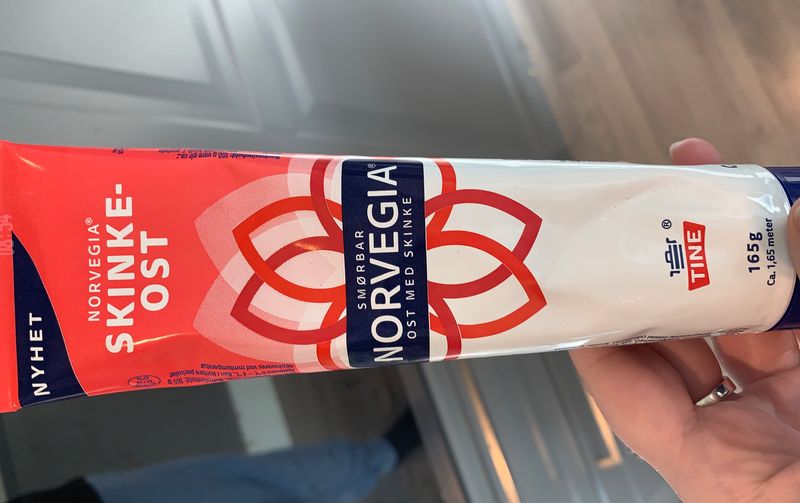 NYHET
NORVEGIA®
SKINKE-
OST
SMØRBAR
NORVEGIA®
OST MED SKINKE
®
TINE
165g
Ca. 1,65 meter